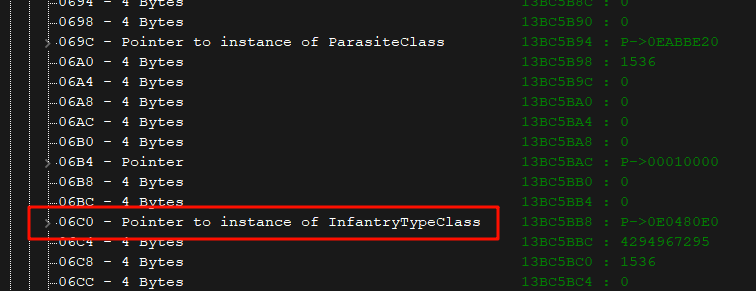 0694 - 4 Bytes 13BC5B8C : 0
0698 - 4 Bytes 13BC5B90 : 0
069C - Pointer to instance of ParasiteClass 13BC5B94 : P->0EABBE20
06A0 - 4 Bytes 13BC5B98 : 1536
06A4 - 4 Bytes 13BC5B9C : 0
06A8 - 4 Bytes 13BC5BA0 : 0
06AC - 4 Bytes 13BC5BA4 : 0
06B0 - 4 Bytes 13BC5BA8 : 0
06B4 - Pointer 13BC5BAC : P->00010000
06B8 - 4 Bytes 13BC5BB0 : 0
06BC - 4 Bytes 13BC5BB4 : 0
06C0 - Pointer to instance of InfantryTypeClass 13BC5BB8 : P->0E0480E0
06C4 - 4 Bytes 13BC5BBC : 4294967295
06C8 - 4 Bytes 13BC5BC0 : 1536
06CC - 4 Bytes 13BC5BC4 : 0